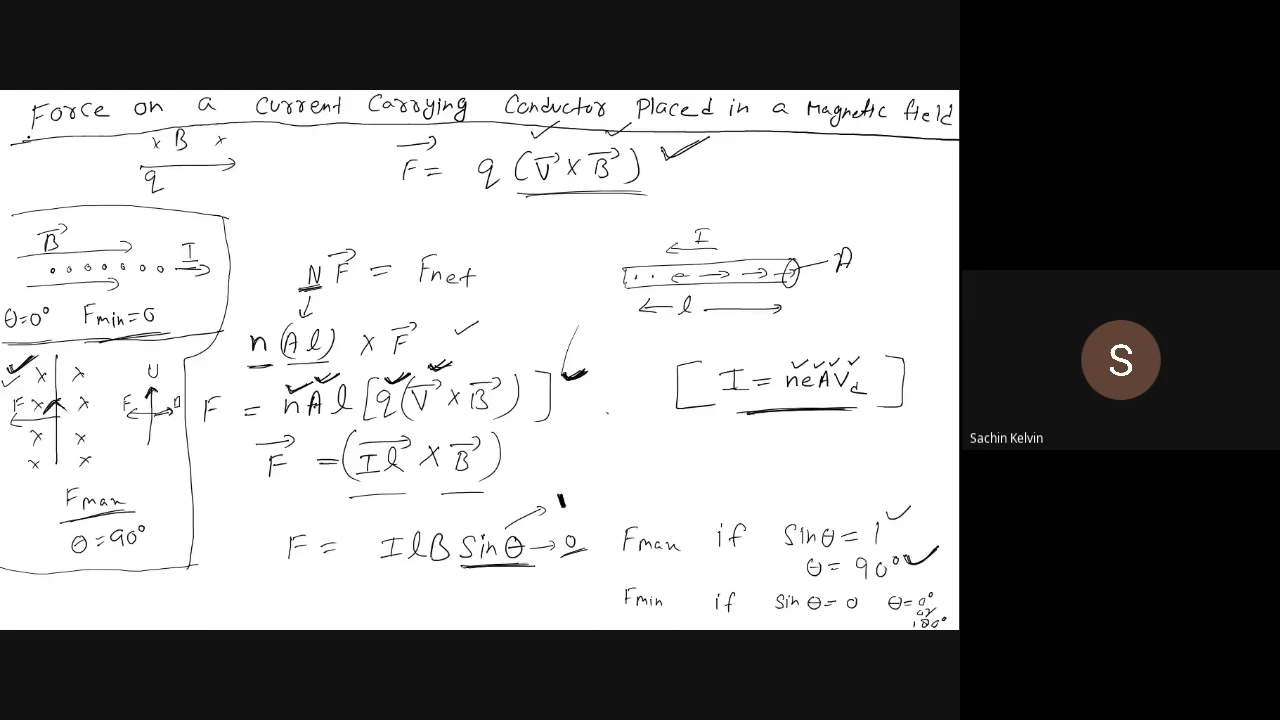 Force on a Current Carrying Conductor Placed in a Magnetic field
x B x
q
F = q (V x B)
B
I
θ=0° Fmin=0
N F = Fnet
n (Al) x F
F = nAl [q(V x B)]
F = (Il x B)
F = IlB Sinθ → 0
I
e
A
l
[ I = neAVd ]
x x U
F x x F
x x
x x
Fmax
θ=90°
Fmax if Sinθ = 1
θ = 90°
Fmin if Sinθ=0 θ=0°
or
180°
S
Sachin Kelvin